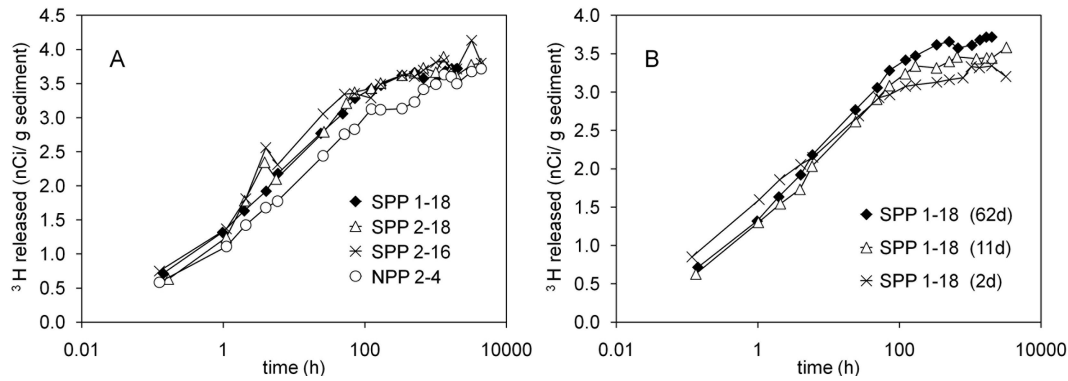 A
4.5
4.0
3.5
3.0
2.5
2.0
1.5
1.0
0.5
0.0
³H released (nCi/ g sediment)
SPP 1-18
SPP 2-18
SPP 2-16
NPP 2-4
0.01 1 100 10000
time (h)
B
4.5
4.0
3.5
3.0
2.5
2.0
1.5
1.0
0.5
0.0
³H released (nCi/ g sediment)
SPP 1-18 (62d)
SPP 1-18 (11d)
SPP 1-18 (2d)
0.01 1 100 10000
time (h)